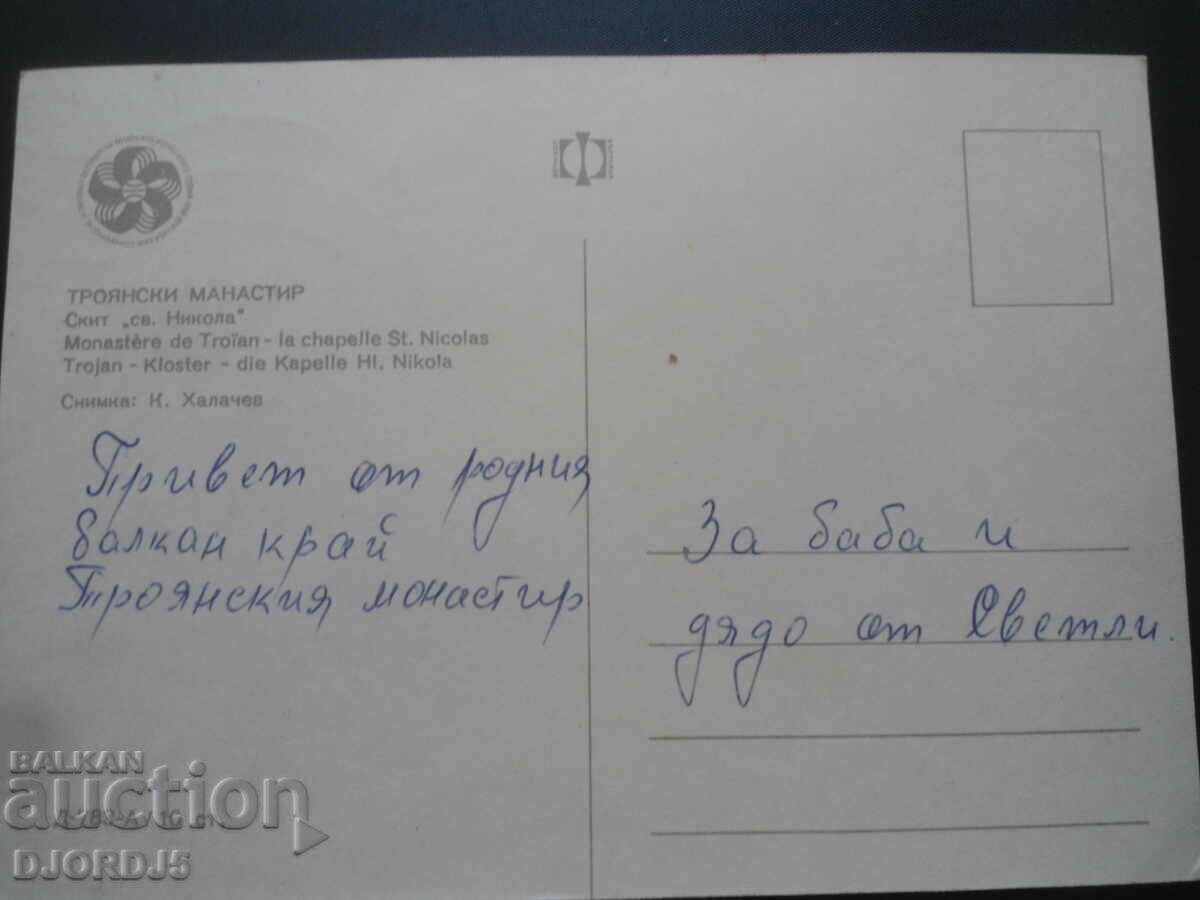 ТРОЯНСКИ МАНАСТИР
Скит „св. Никола"
Monastère de Troïan - la chapelle St. Nicolas
Trojan - Kloster - die Kapelle Hl. Nikola
Снимка: К. Халачев
Привет от родния
балкан край
Троянския монастир
За баба и
дядо от Светли.
BALKAN
auction
DJORDJ5